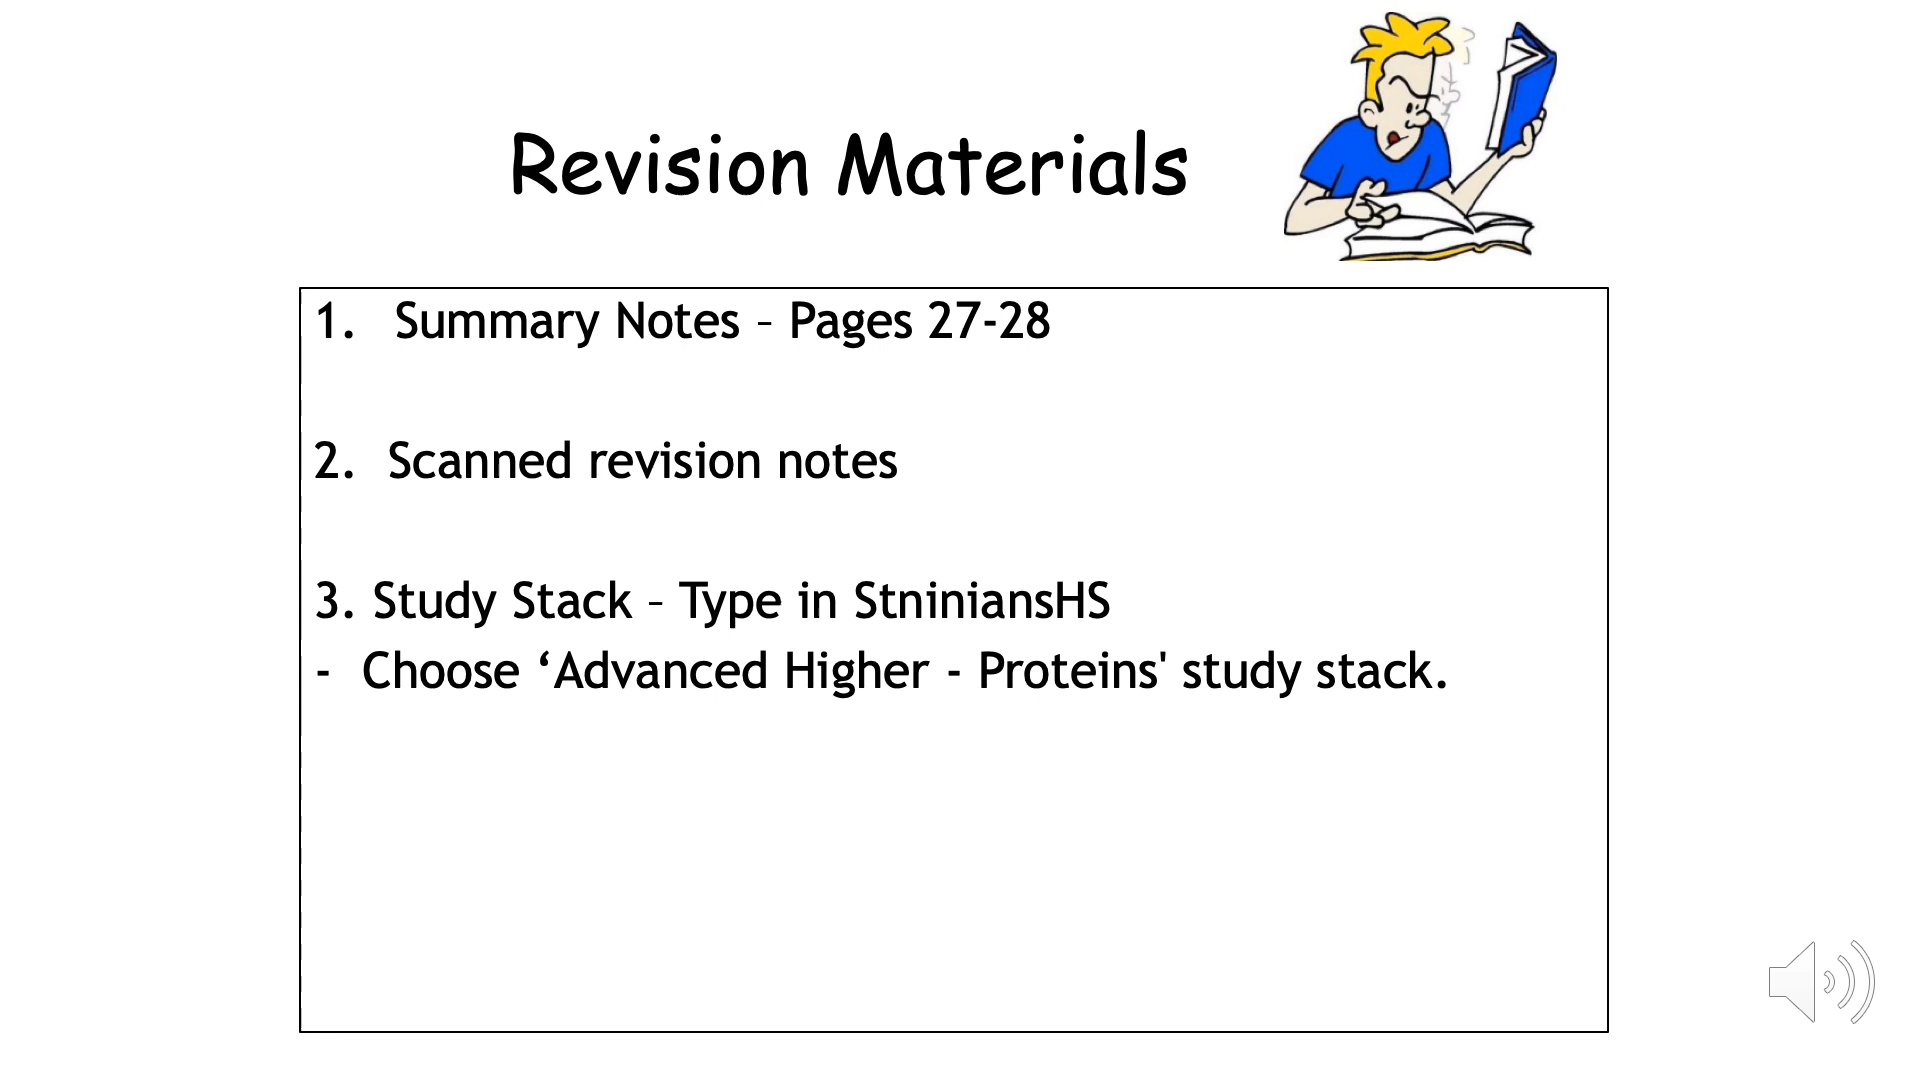 Revision Materials
1. Summary Notes – Pages 27-28
2. Scanned revision notes
3. Study Stack – Type in StniniansHS
- Choose ‘Advanced Higher - Proteins' study stack.